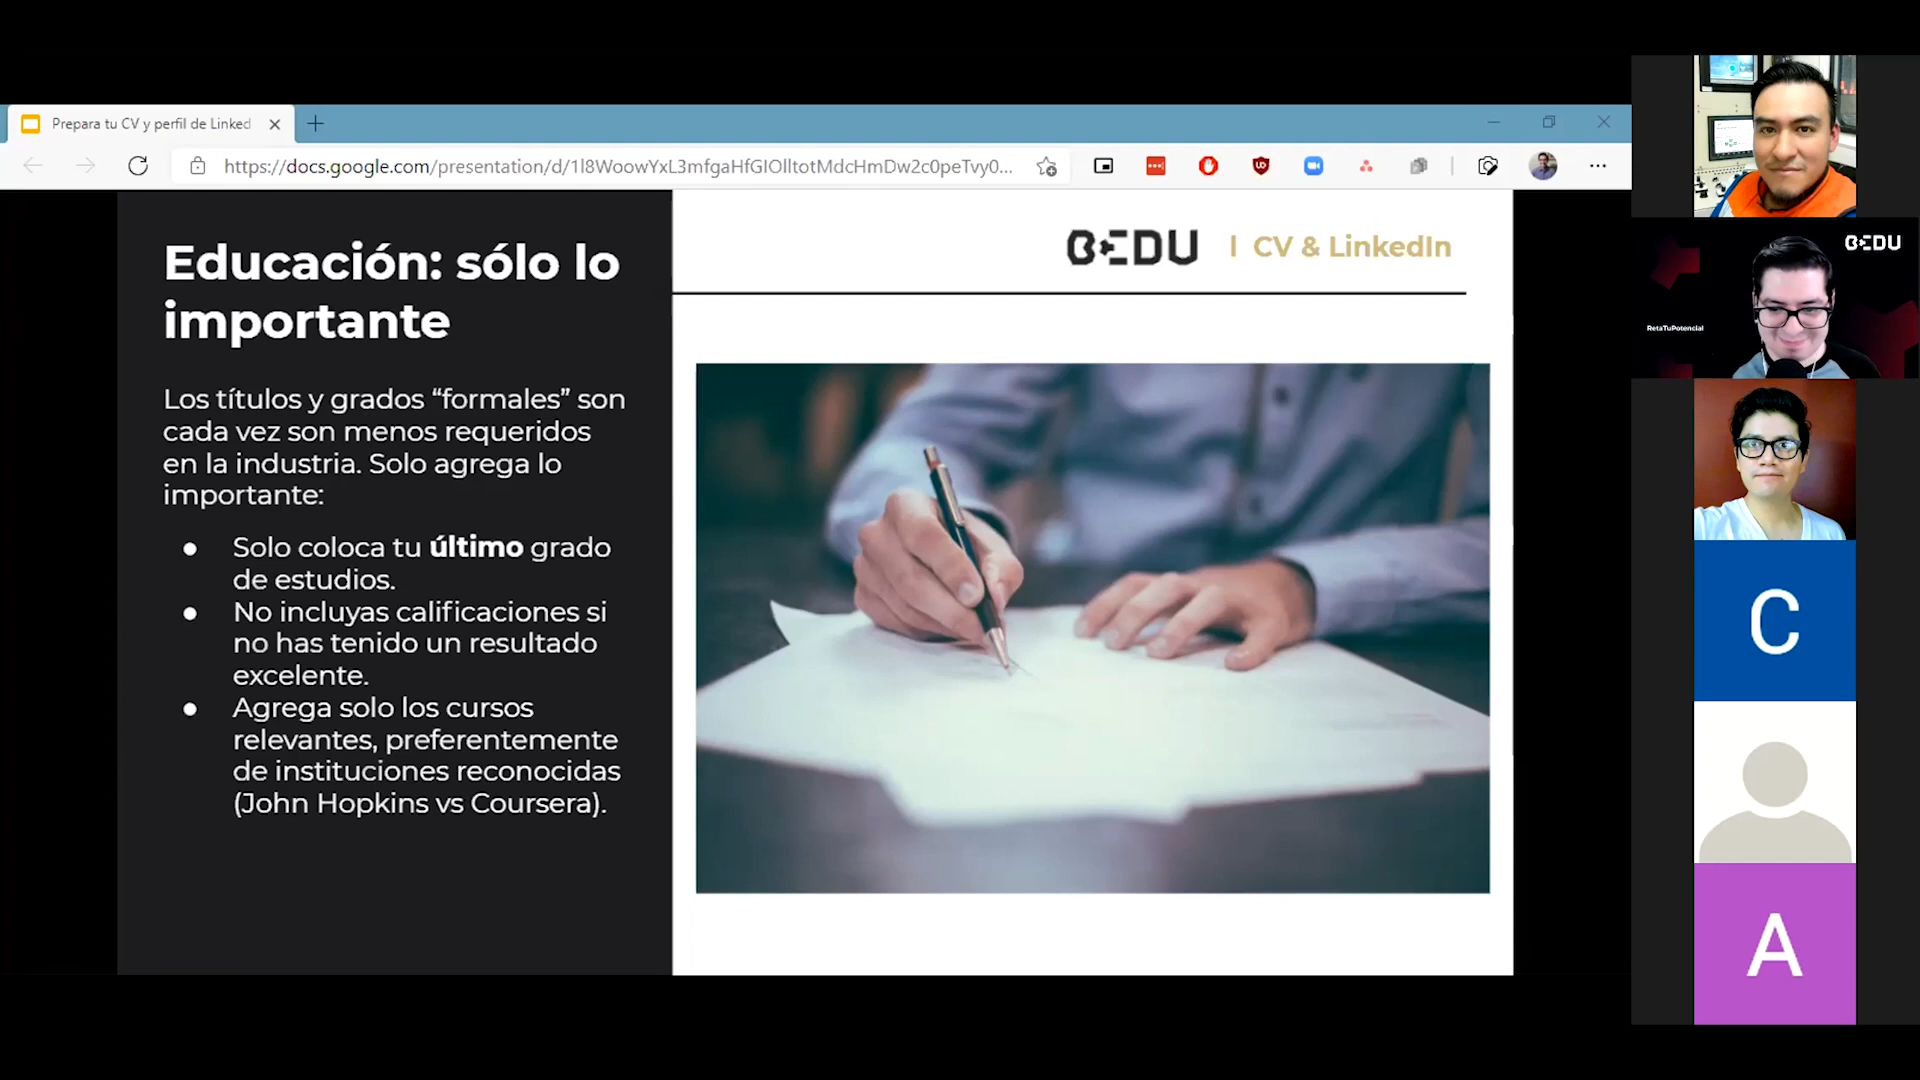 Prepara tu CV y perfil de Linked
https://docs.google.com/presentation/d/1l8WoowYxL3mfgaHfGIOlltotMdcHmDw2c0peTvy0...
Educación: sólo lo
importante
Los títulos y grados “formales” son
cada vez son menos requeridos
en la industria. Solo agrega lo
importante:
● Solo coloca tu último grado
de estudios.
● No incluyas calificaciones si
no has tenido un resultado
excelente.
● Agrega solo los cursos
relevantes, preferentemente
de instituciones reconocidas
(John Hopkins vs Coursera).
BEDU | CV & LinkedIn
BEDU
RetaTuPotencial
C
A